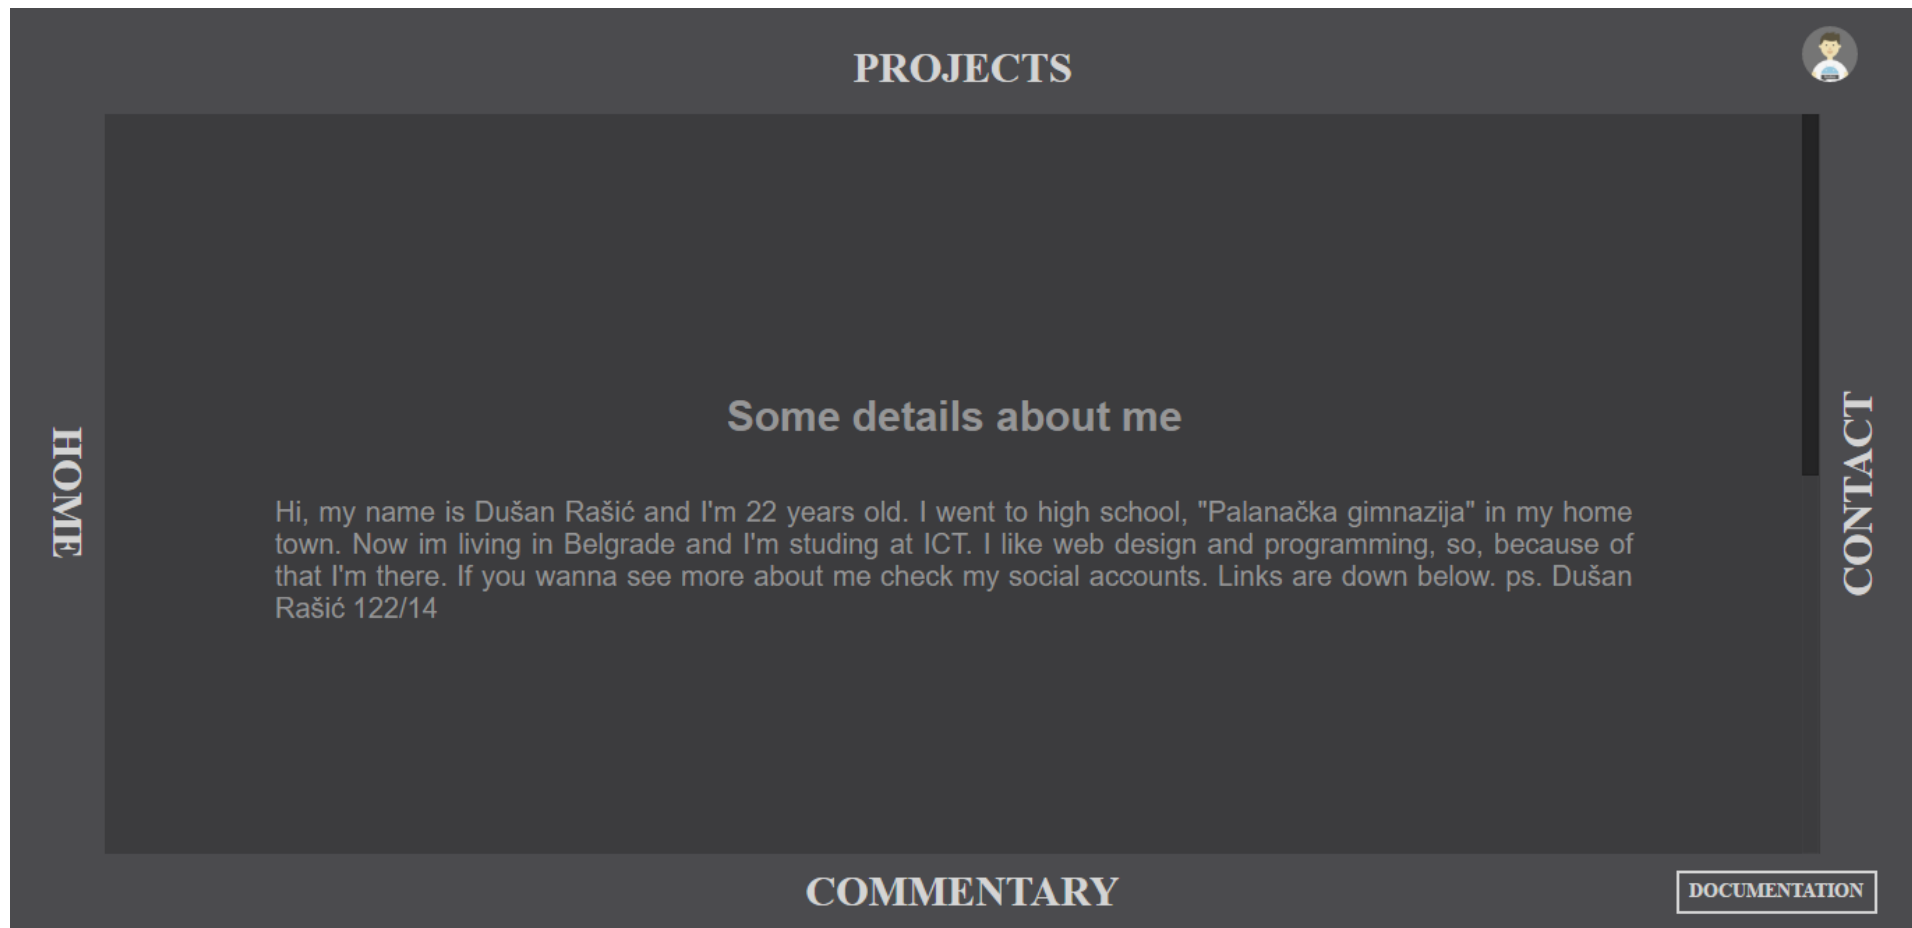 PROJECTS
HOME
Some details about me
Hi, my name is Dušan Rašić and I'm 22 years old. I went to high school, "Palanačka gimnazija" in my home
town. Now im living in Belgrade and I'm studing at ICT. I like web design and programming, so, because of
that I'm there. If you wanna see more about me check my social accounts. Links are down below. ps. Dušan
Rašić 122/14
CONTACT
COMMENTARY
DOCUMENTATION